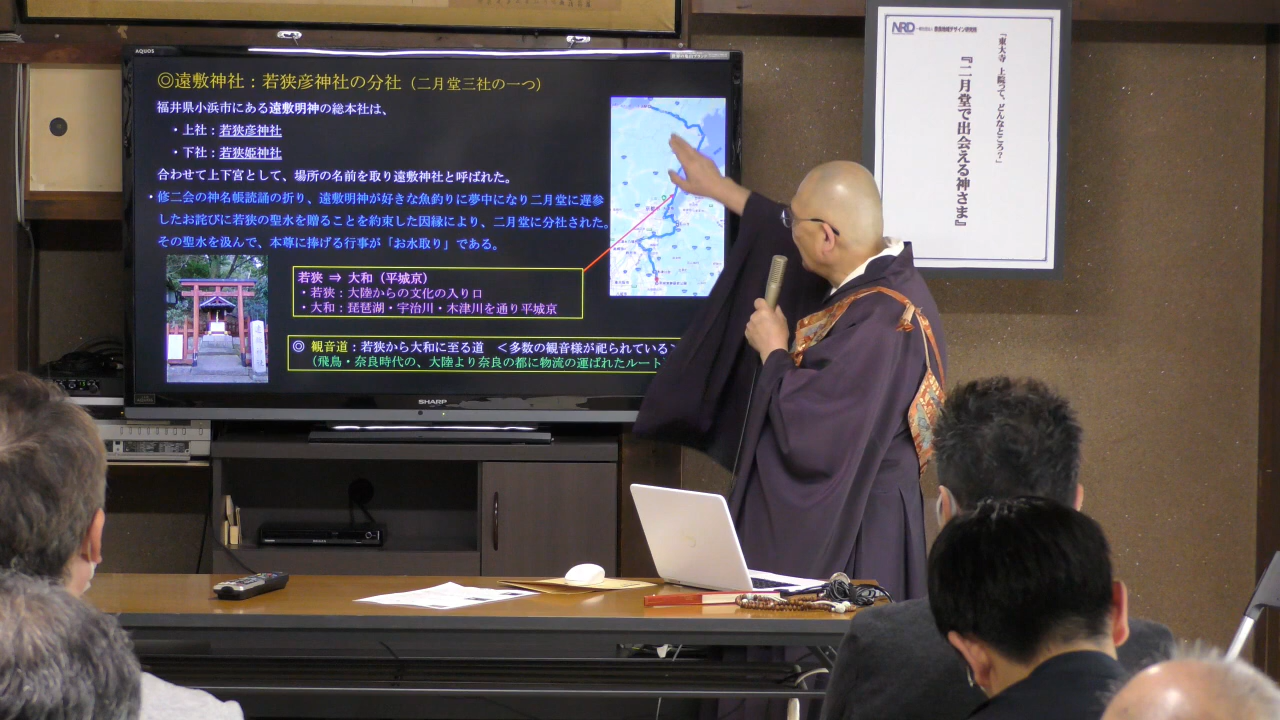 AQUOS
◎遠敷神社:若狭彦神社の分社(二月堂三社の一つ)
福井県小浜市にある遠敷明神の総本社は、
・上社:若狭彦神社
・下社:若狭姫神社
合わせて上下宮として、場所の名前を取り遠敷神社と呼ばれた。
・修二会の神名帳読誦の折り、遠敷明神が好きな魚釣りに夢中になり二月堂に遅参
したお詫びに若狭の聖水を贈ることを約束した因縁により、二月堂に分社された。
その聖水を汲んで、本尊に捧げる行事が「お水取り」である。
若狭 ⇒ 大和(平城京)
・若狭:大陸からの文化の入り口
・大和:琵琶湖・宇治川・木津川を通り平城京
◎ 観音道:若狭から大和に至る道 <多数の観音様が祀られている>
(飛鳥・奈良時代の、大陸より奈良の都に物流の運ばれたルート
SHARP
NRD
「東大寺 上院って、どんなところ?」
『二月堂で出会える神さま』